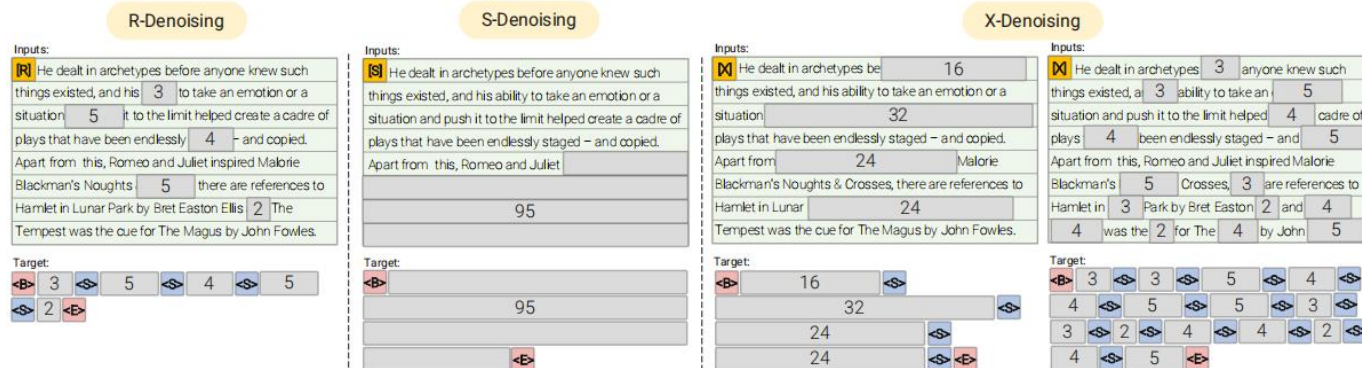 R-Denoising
Inputs:
[R] He dealt in archetypes before anyone knew such
things existed, and his 3 to take an emotion or a
situation 5 it to the limit helped create a cadre of
plays that have been endlessly 4 – and copied.
Apart from this, Romeo and Juliet inspired Malorie
Blackman's Noughts 5 there are references to
Hamlet in Lunar Park by Bret Easton Ellis 2 The
Tempest was the cue for The Magus by John Fowles.
Target:
<B> 3 <S> 5 <S> 4 <S> 5
<S> 2 <E>
S-Denoising
Inputs:
[S] He dealt in archetypes before anyone knew such
things existed, and his ability to take an emotion or a
situation and push it to the limit helped create a cadre of
plays that have been endlessly staged – and copied.
Apart from this, Romeo and Juliet
95
Target:
<B>
95
<E>
X-Denoising
Inputs:
[X] He dealt in archetypes be 16
things existed, and his ability to take an emotion or a
situation 32
plays that have been endlessly staged – and copied.
Apart from 24 Malorie
Blackman's Noughts & Crosses, there are references to
Hamlet in Lunar 24
Tempest was the cue for The Magus by John Fowles.
Target:
<B> 16 <S>
32 <S>
24 <S>
24 <S> <E>
Inputs:
[X] He dealt in archetypes 3 anyone knew such
things existed, a 3 ability to take an 5
situation and push it to the limit helped 4 cadre of
plays 4 been endlessly staged – and 5
Apart from this, Romeo and Juliet inspired Malorie
Blackman's 5 Crosses, 3 are references to
Hamlet in 3 Park by Bret Easton 2 and 4
4 was the 2 for The 4 by John 5
Target:
<B> 3 <S> 3 <S> 5 <S> 4 <S>
4 <S> 5 <S> 5 <S> 3 <S>
3 <S> 2 <S> 4 <S> 4 <S> 2 <S>
4 <S> 5 <E>